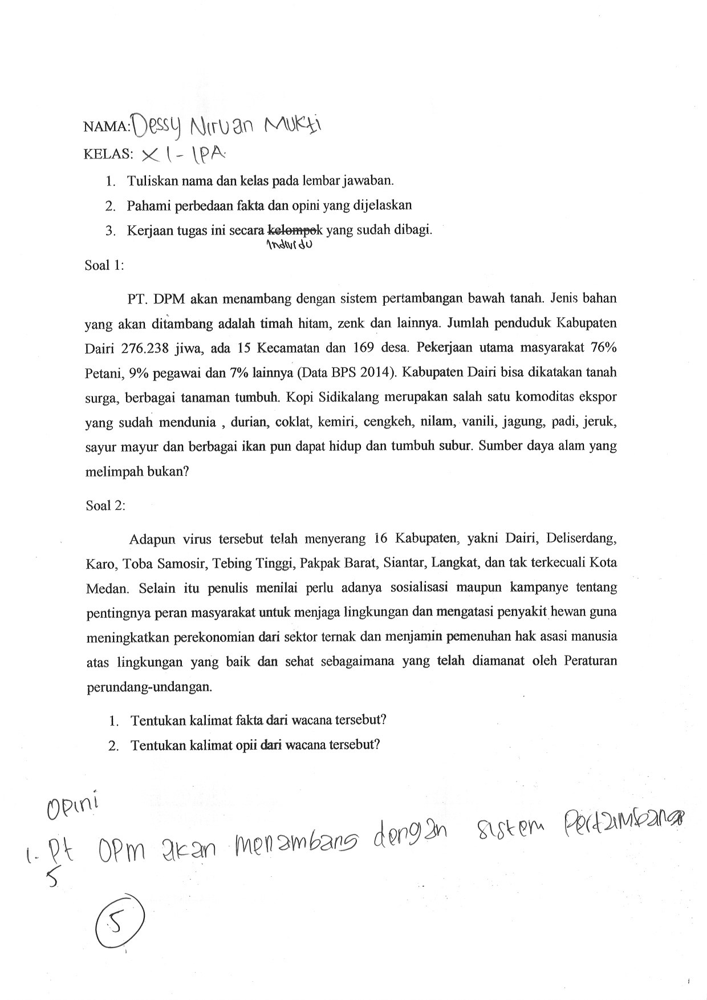 NAMA: Dessy Niruan Mukti
KELAS: XI-IPA
1. Tuliskan nama dan kelas pada lembar jawaban.
2. Pahami perbedaan fakta dan opini yang dijelaskan
3. Kerjaan tugas ini secara kelompok yang sudah dibagi.
Individu
Soal 1:
PT. DPM akan menambang dengan sistem pertambangan bawah tanah. Jenis bahan
yang akan ditambang adalah timah hitam, zenk dan lainnya. Jumlah penduduk Kabupaten
Dairi 276.238 jiwa, ada 15 Kecamatan dan 169 desa. Pekerjaan utama masyarakat 76%
Petani, 9% pegawai dan 7% lainnya (Data BPS 2014). Kabupaten Dairi bisa dikatakan tanah
surga, berbagai tanaman tumbuh. Kopi Sidikalang merupakan salah satu komoditas ekspor
yang sudah mendunia , durian, coklat, kemiri, cengkeh, nilam, vanili, jagung, padi, jeruk,
sayur mayur dan berbagai ikan pun dapat hidup dan tumbuh subur. Sumber daya alam yang
melimpah bukan?
Soal 2:
Adapun virus tersebut telah menyerang 16 Kabupaten, yakni Dairi, Deliserdang,
Karo, Toba Samosir, Tebing Tinggi, Pakpak Barat, Siantar, Langkat, dan tak terkecuali Kota
Medan. Selain itu penulis menilai perlu adanya sosialisasi maupun kampanye tentang
pentingnya peran masyarakat untuk menjaga lingkungan dan mengatasi penyakit hewan guna
meningkatkan perekonomian dari sektor ternak dan menjamin pemenuhan hak asasi manusia
atas lingkungan yang baik dan sehat sebagaimana yang telah diamanat oleh Peraturan
perundang-undangan.
1. Tentukan kalimat fakta dari wacana tersebut?
2. Tentukan kalimat opii dari wacana tersebut?
Opini
1. Pt OPM akan menambang dengan sistem Pertambang
5
5